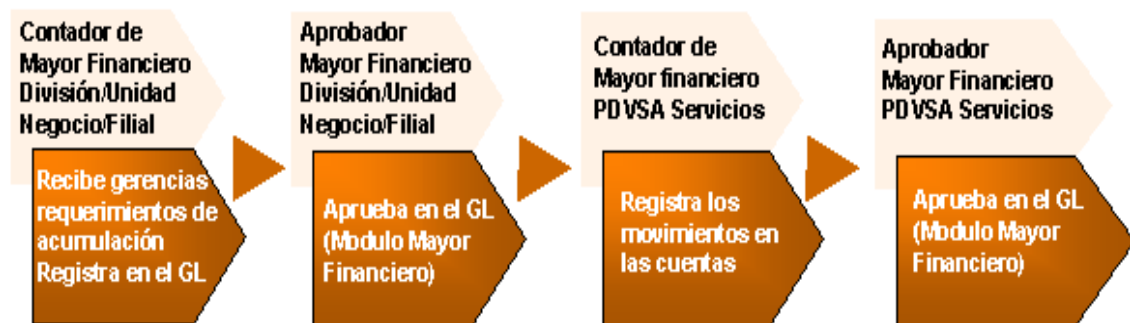 Contador de
Mayor Financiero
División/Unidad
Negocio/Filial
Recibe gerencias
requerimientos de
acumulación
Registra en el GL
Aprobador
Mayor Financiero
División/Unidad
Negocio/Filial
Aprueba en el GL
(Modulo Mayor
Financiero)
Contador de
Mayor financiero
PDVSA Servicios
Registra los
movimientos en
las cuentas
Aprobador
Mayor Financiero
PDVSA Servicios
Aprueba en el GL
(Modulo Mayor
Financiero)